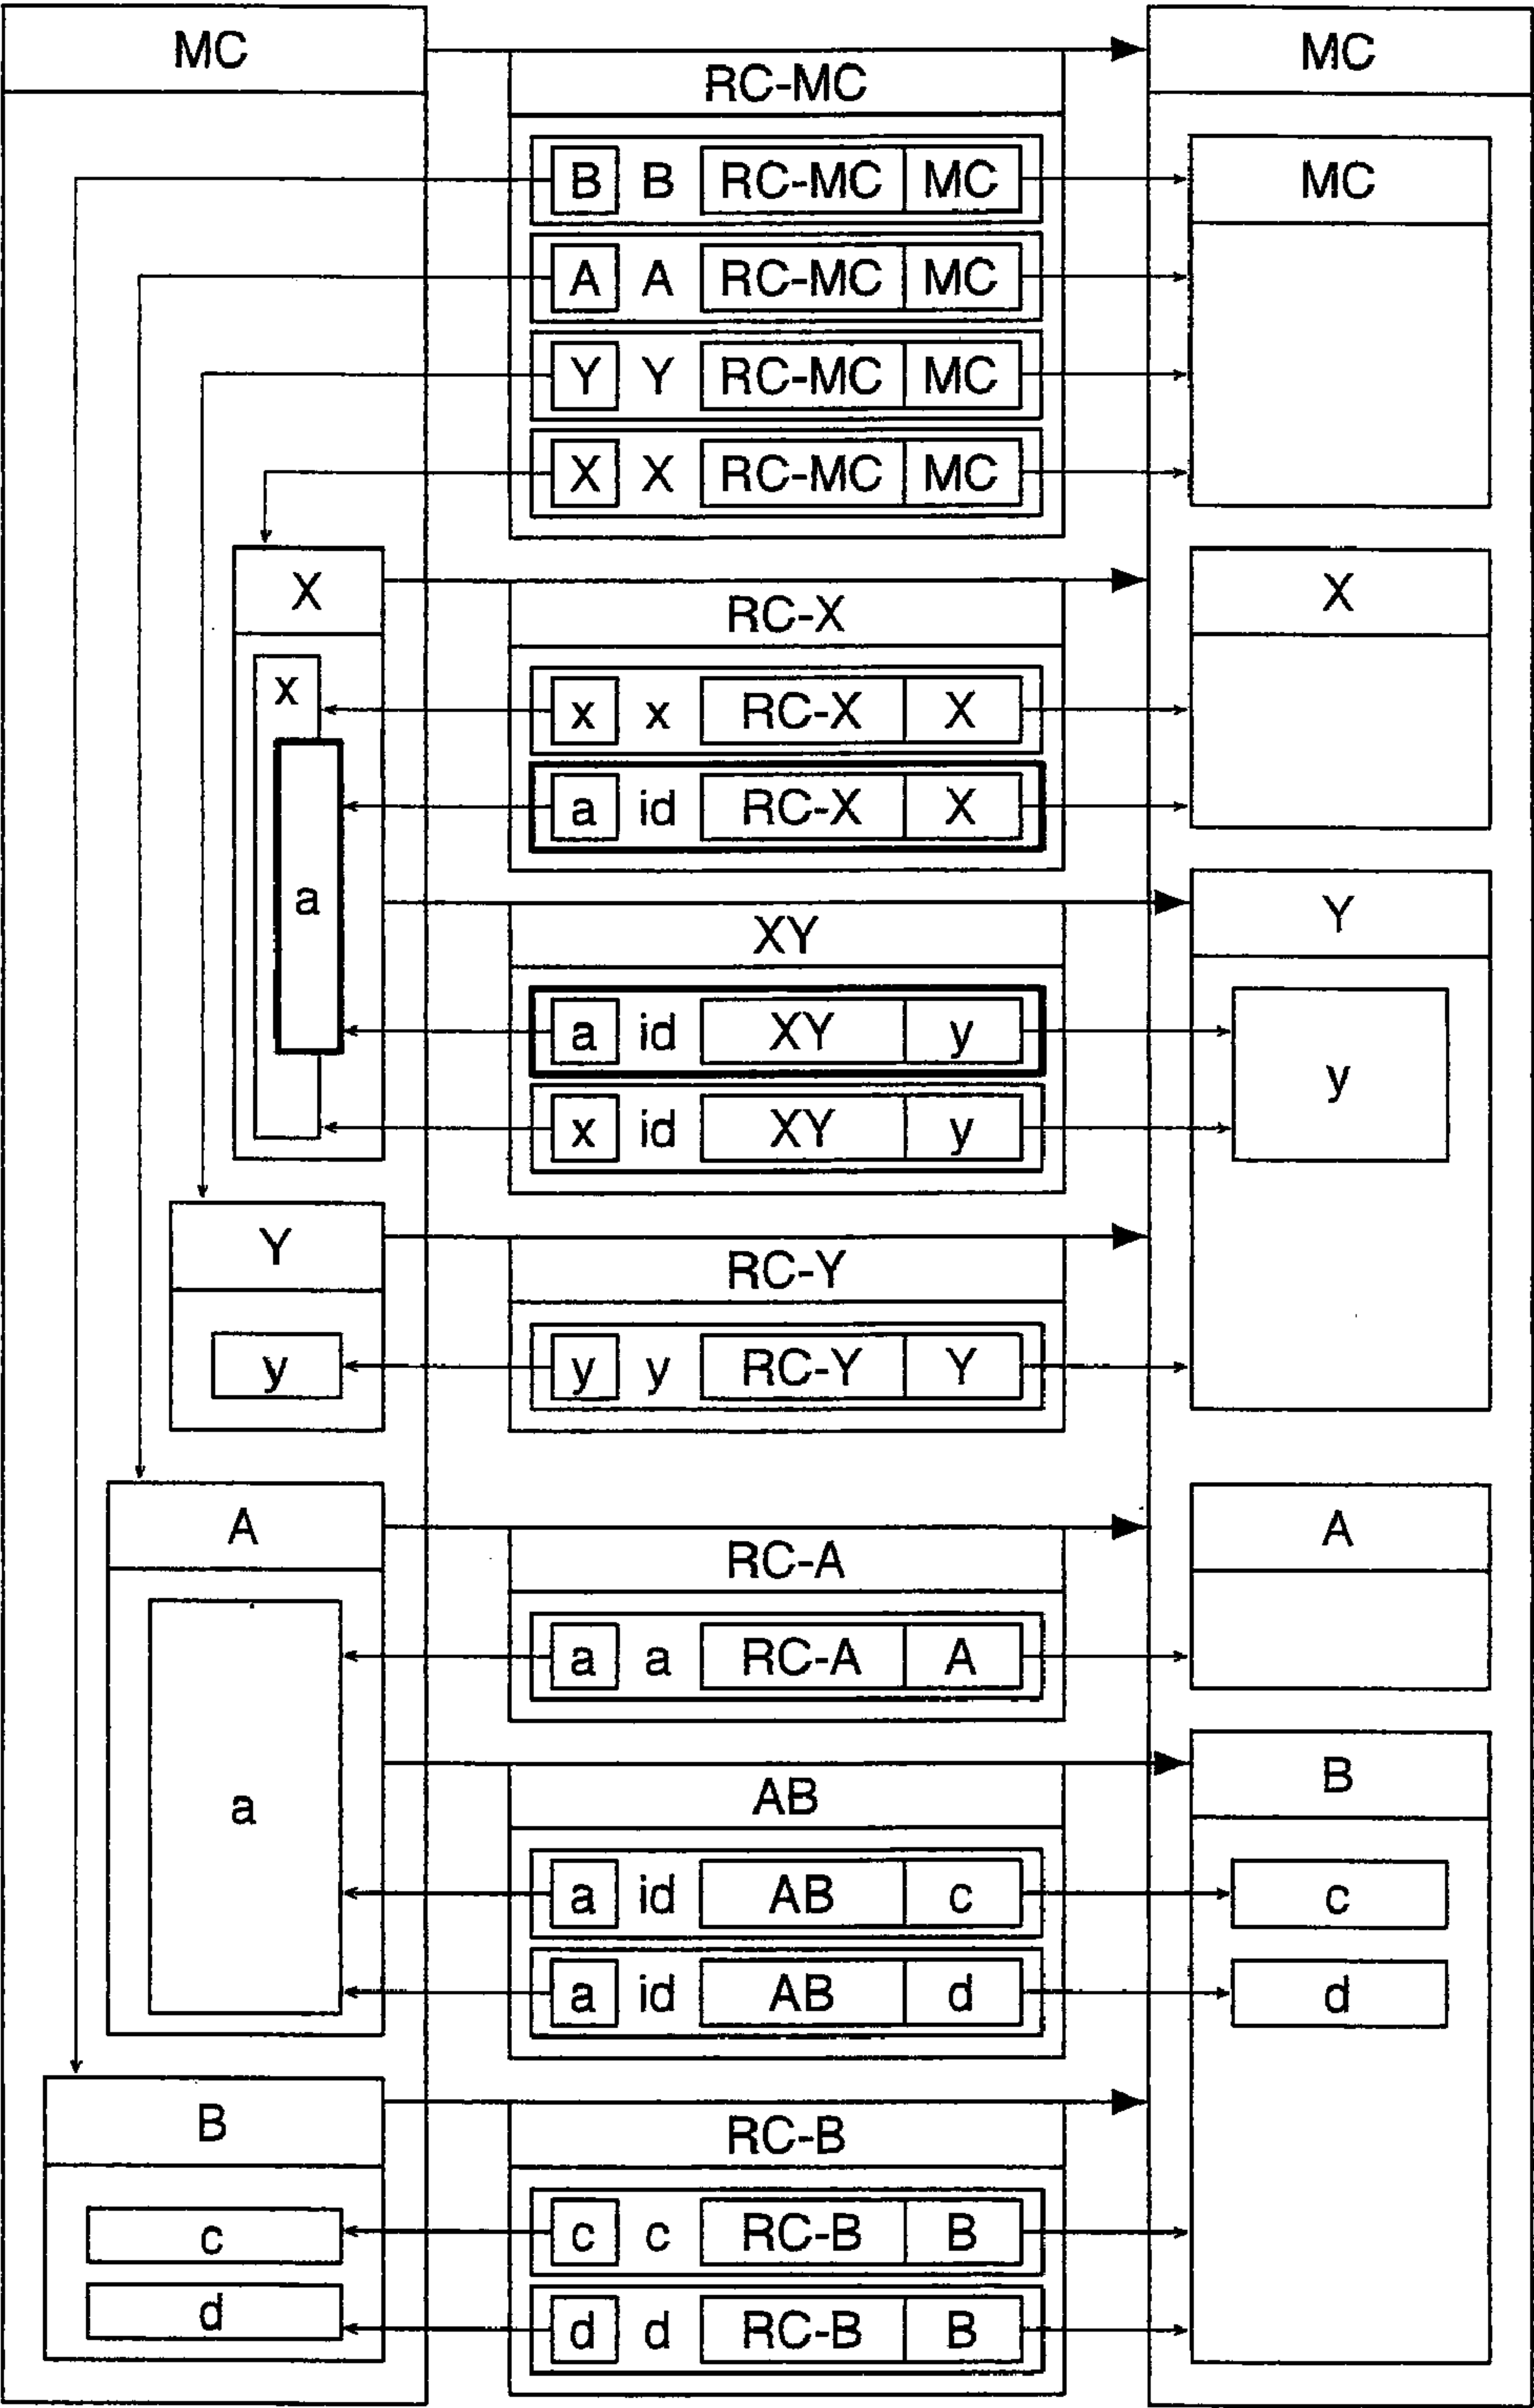 MC
MC
RC-MC
B B RC-MC MC
MC
A A RC-MC MC
Y Y RC-MC MC
X X RC-MC MC
X
RC-X
X
x
x x RC-X X
a id RC-X X
a
XY
Y
a id XY y
y
x id XY y
Y
RC-Y
y
y y RC-Y Y
A
RC-A
A
a a RC-A A
a
AB
B
a id AB c
c
a id AB d
d
B
RC-B
c
c c RC-B B
d
d d RC-B B